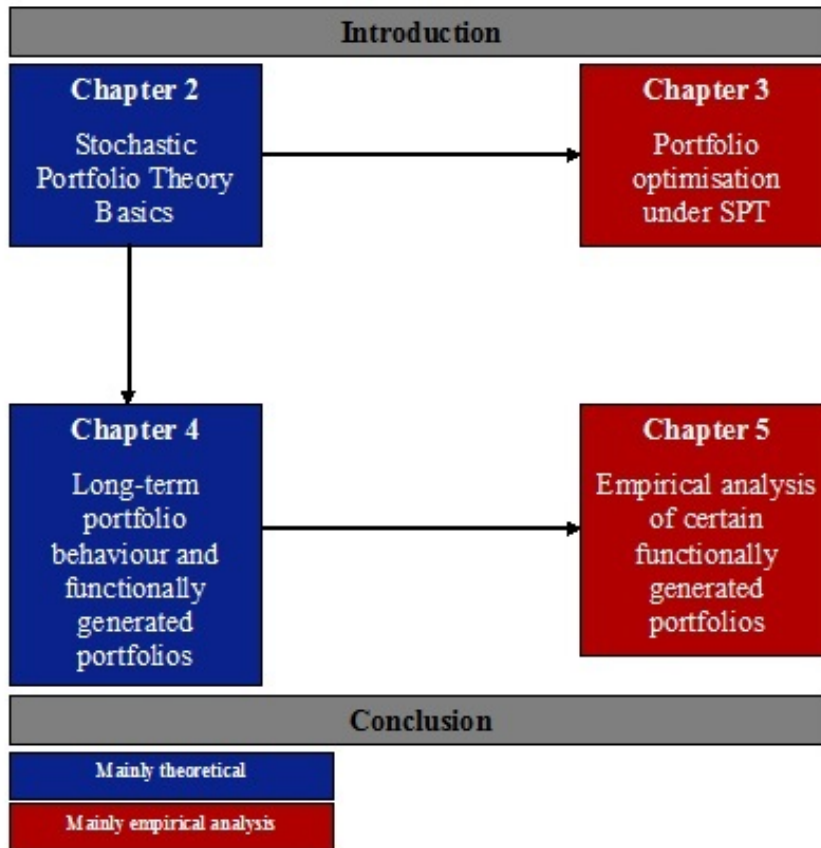 Introduction
Chapter 2
Stochastic
Portfolio Theory
Basics
Chapter 3
Portfolio
optimisation
under SPT
Chapter 4
Long-term
portfolio
behaviour and
functionally
generated
portfolios
Chapter 5
Empirical analysis
of certain
functionally
generated
portfolios
Conclusion
Mainly theoretical
Mainly empirical analysis